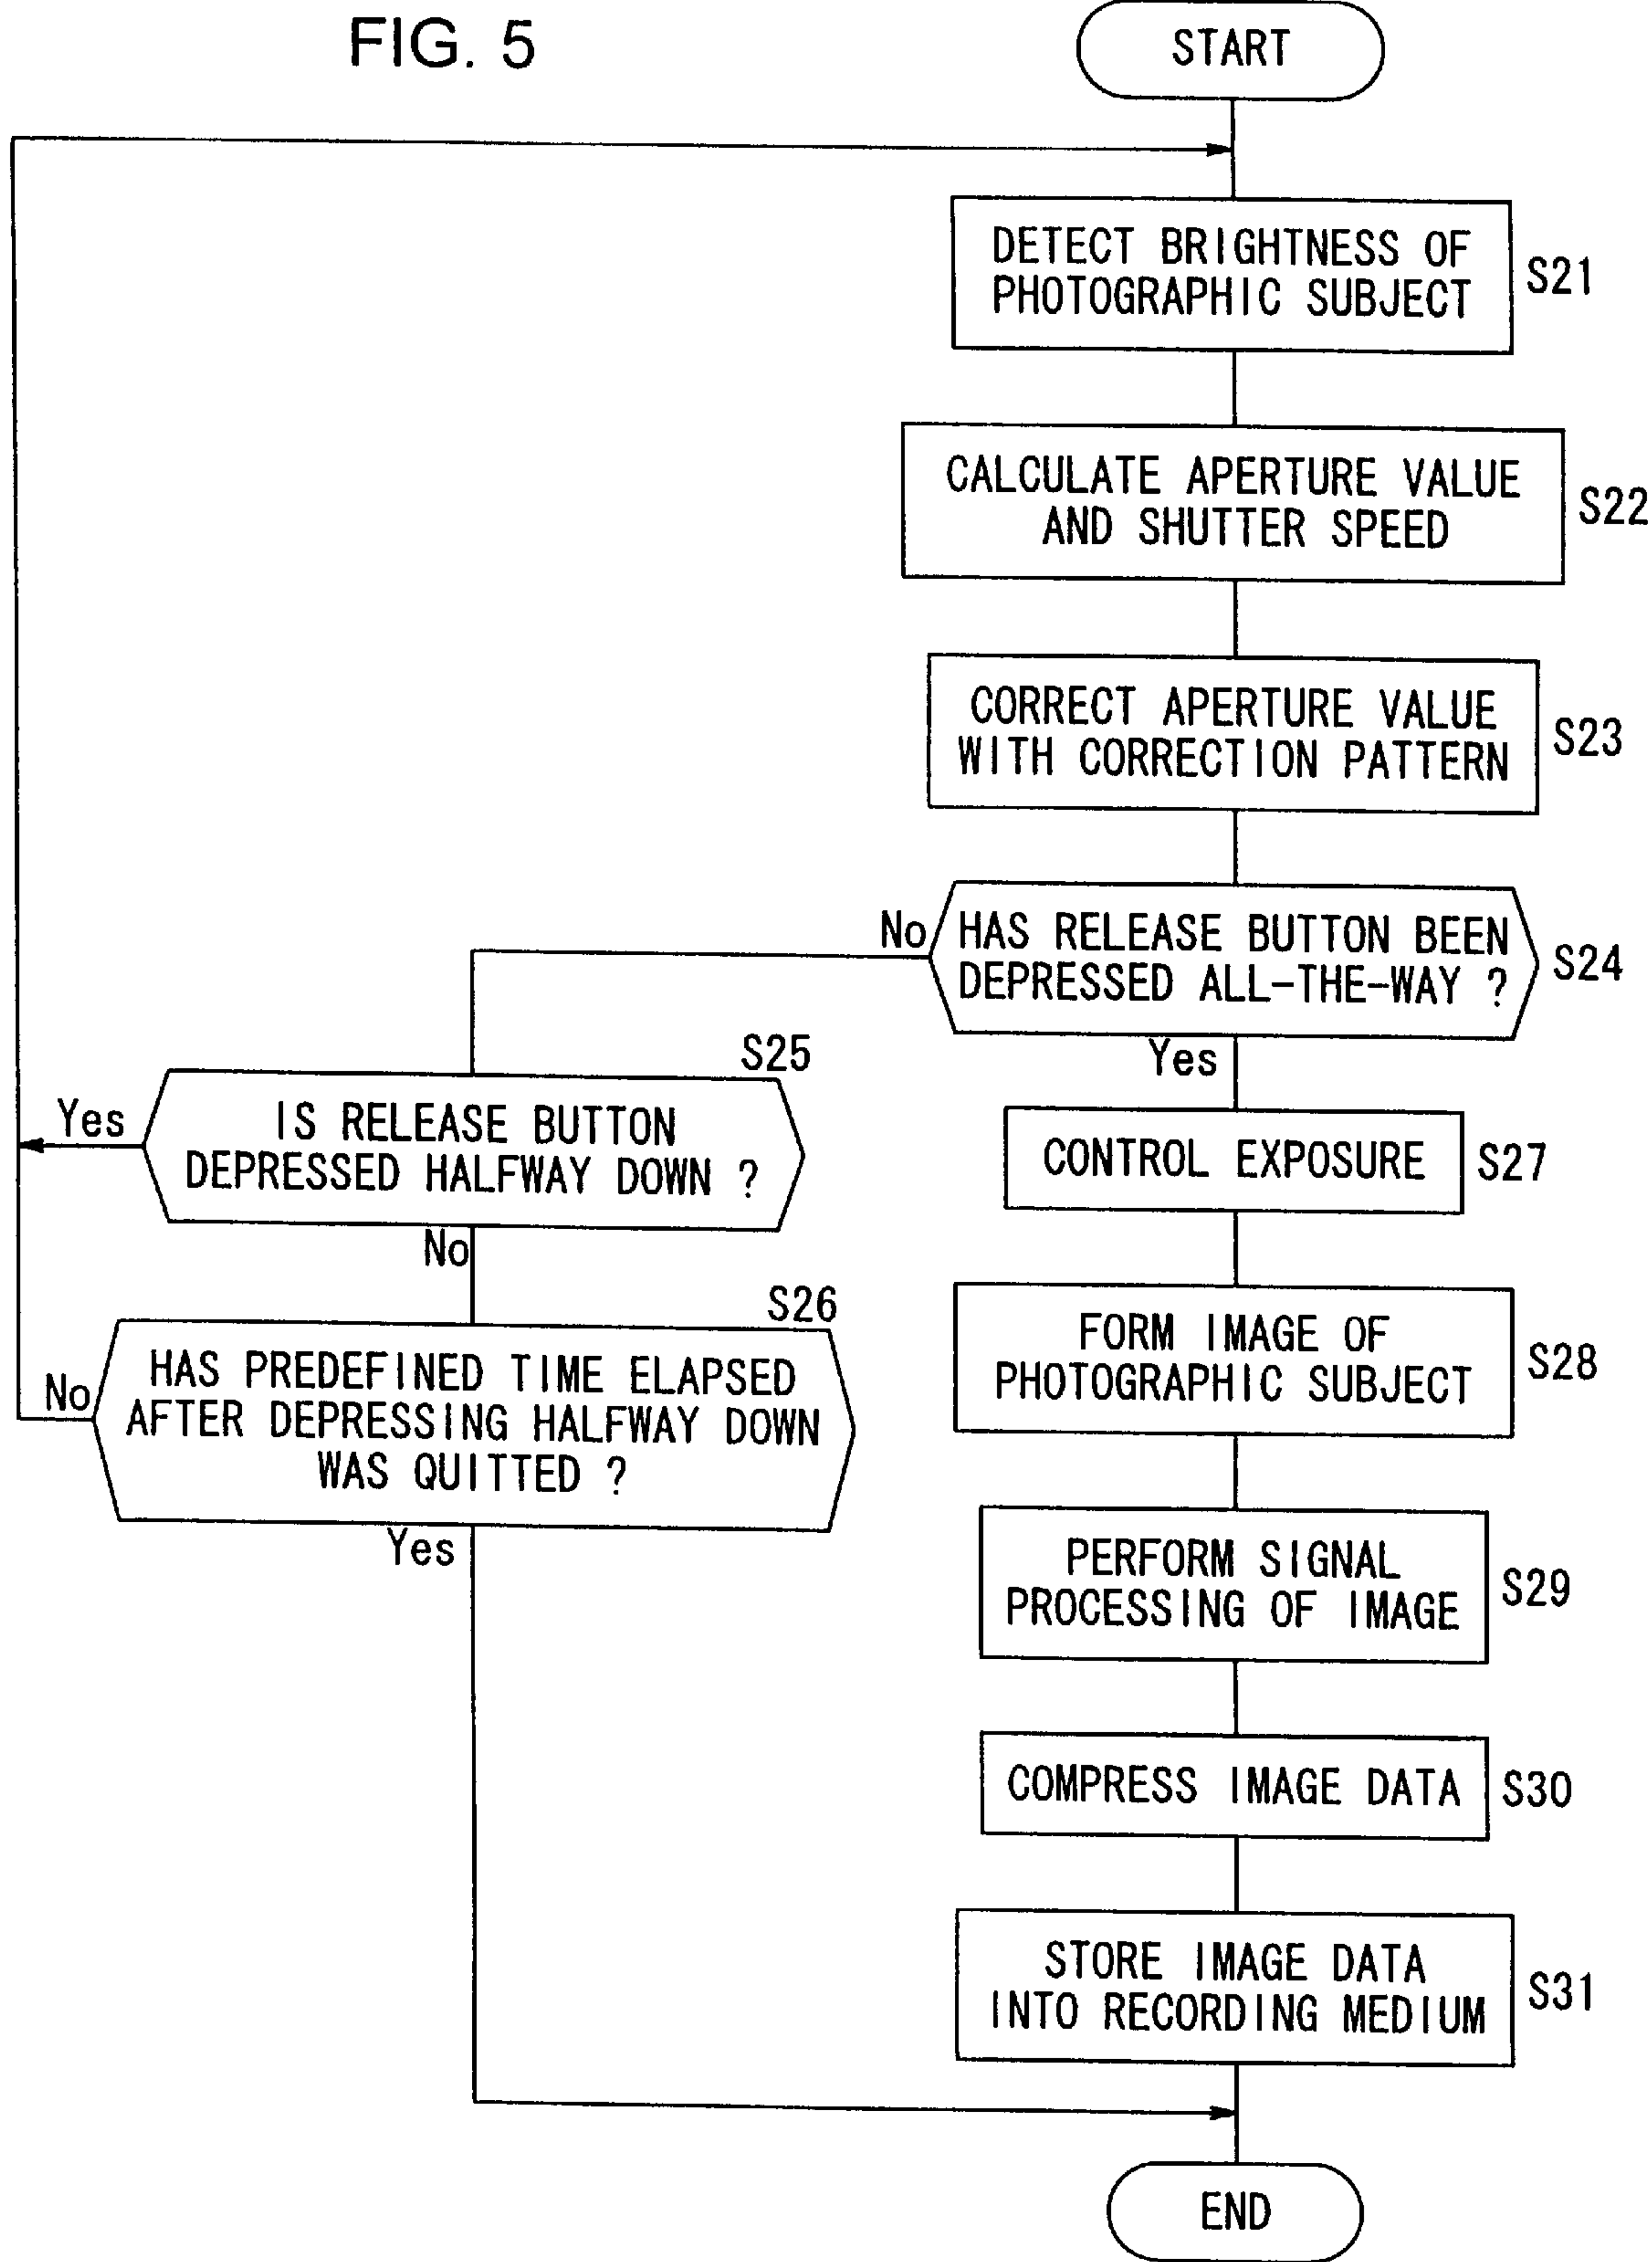 FIG. 5
START
DETECT BRIGHTNESS OF
PHOTOGRAPHIC SUBJECT
S21
CALCULATE APERTURE VALUE
AND SHUTTER SPEED
S22
CORRECT APERTURE VALUE
WITH CORRECTION PATTERN
S23
HAS RELEASE BUTTON BEEN
DEPRESSED ALL-THE-WAY ?
S24
No
Yes
S25
IS RELEASE BUTTON
DEPRESSED HALFWAY DOWN ?
Yes
No
S26
HAS PREDEFINED TIME ELAPSED
AFTER DEPRESSING HALFWAY DOWN
WAS QUITTED ?
No
Yes
CONTROL EXPOSURE
S27
FORM IMAGE OF
PHOTOGRAPHIC SUBJECT
S28
PERFORM SIGNAL
PROCESSING OF IMAGE
S29
COMPRESS IMAGE DATA
S30
STORE IMAGE DATA
INTO RECORDING MEDIUM
S31
END